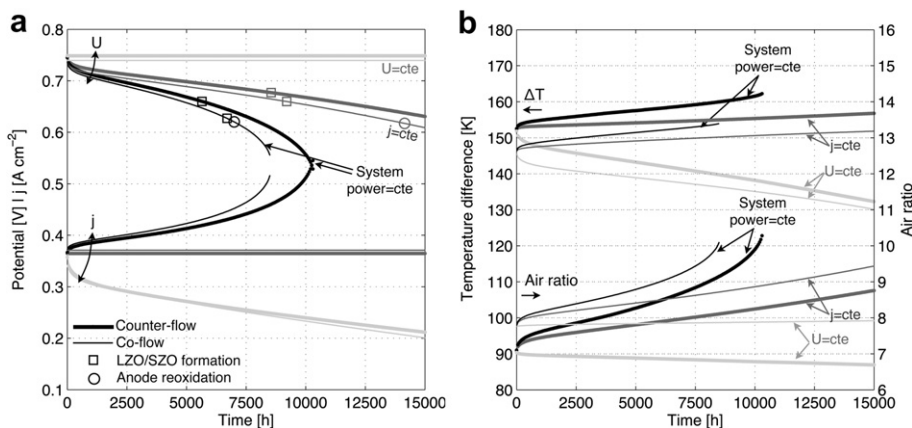 a
Potential [V] | j [A cm⁻²]
0.8
0.7
0.6
0.5
0.4
0.3
0.2
0.1
U
U=cte
j=cte
System
power=cte
j
Counter-flow
Co-flow
LZO/SZO formation
Anode reoxidation
0
2500
5000
7500
10000
12500
15000
Time [h]
b
Temperature difference [K]
180
170
160
150
140
130
120
110
100
90
80
System
power=cte
ΔT
j=cte
U=cte
System
power=cte
Air ratio
j=cte
U=cte
16
15
14
13
12
11
10
9
8
7
6
Air ratio
0
2500
5000
7500
10000
12500
15000
Time [h]